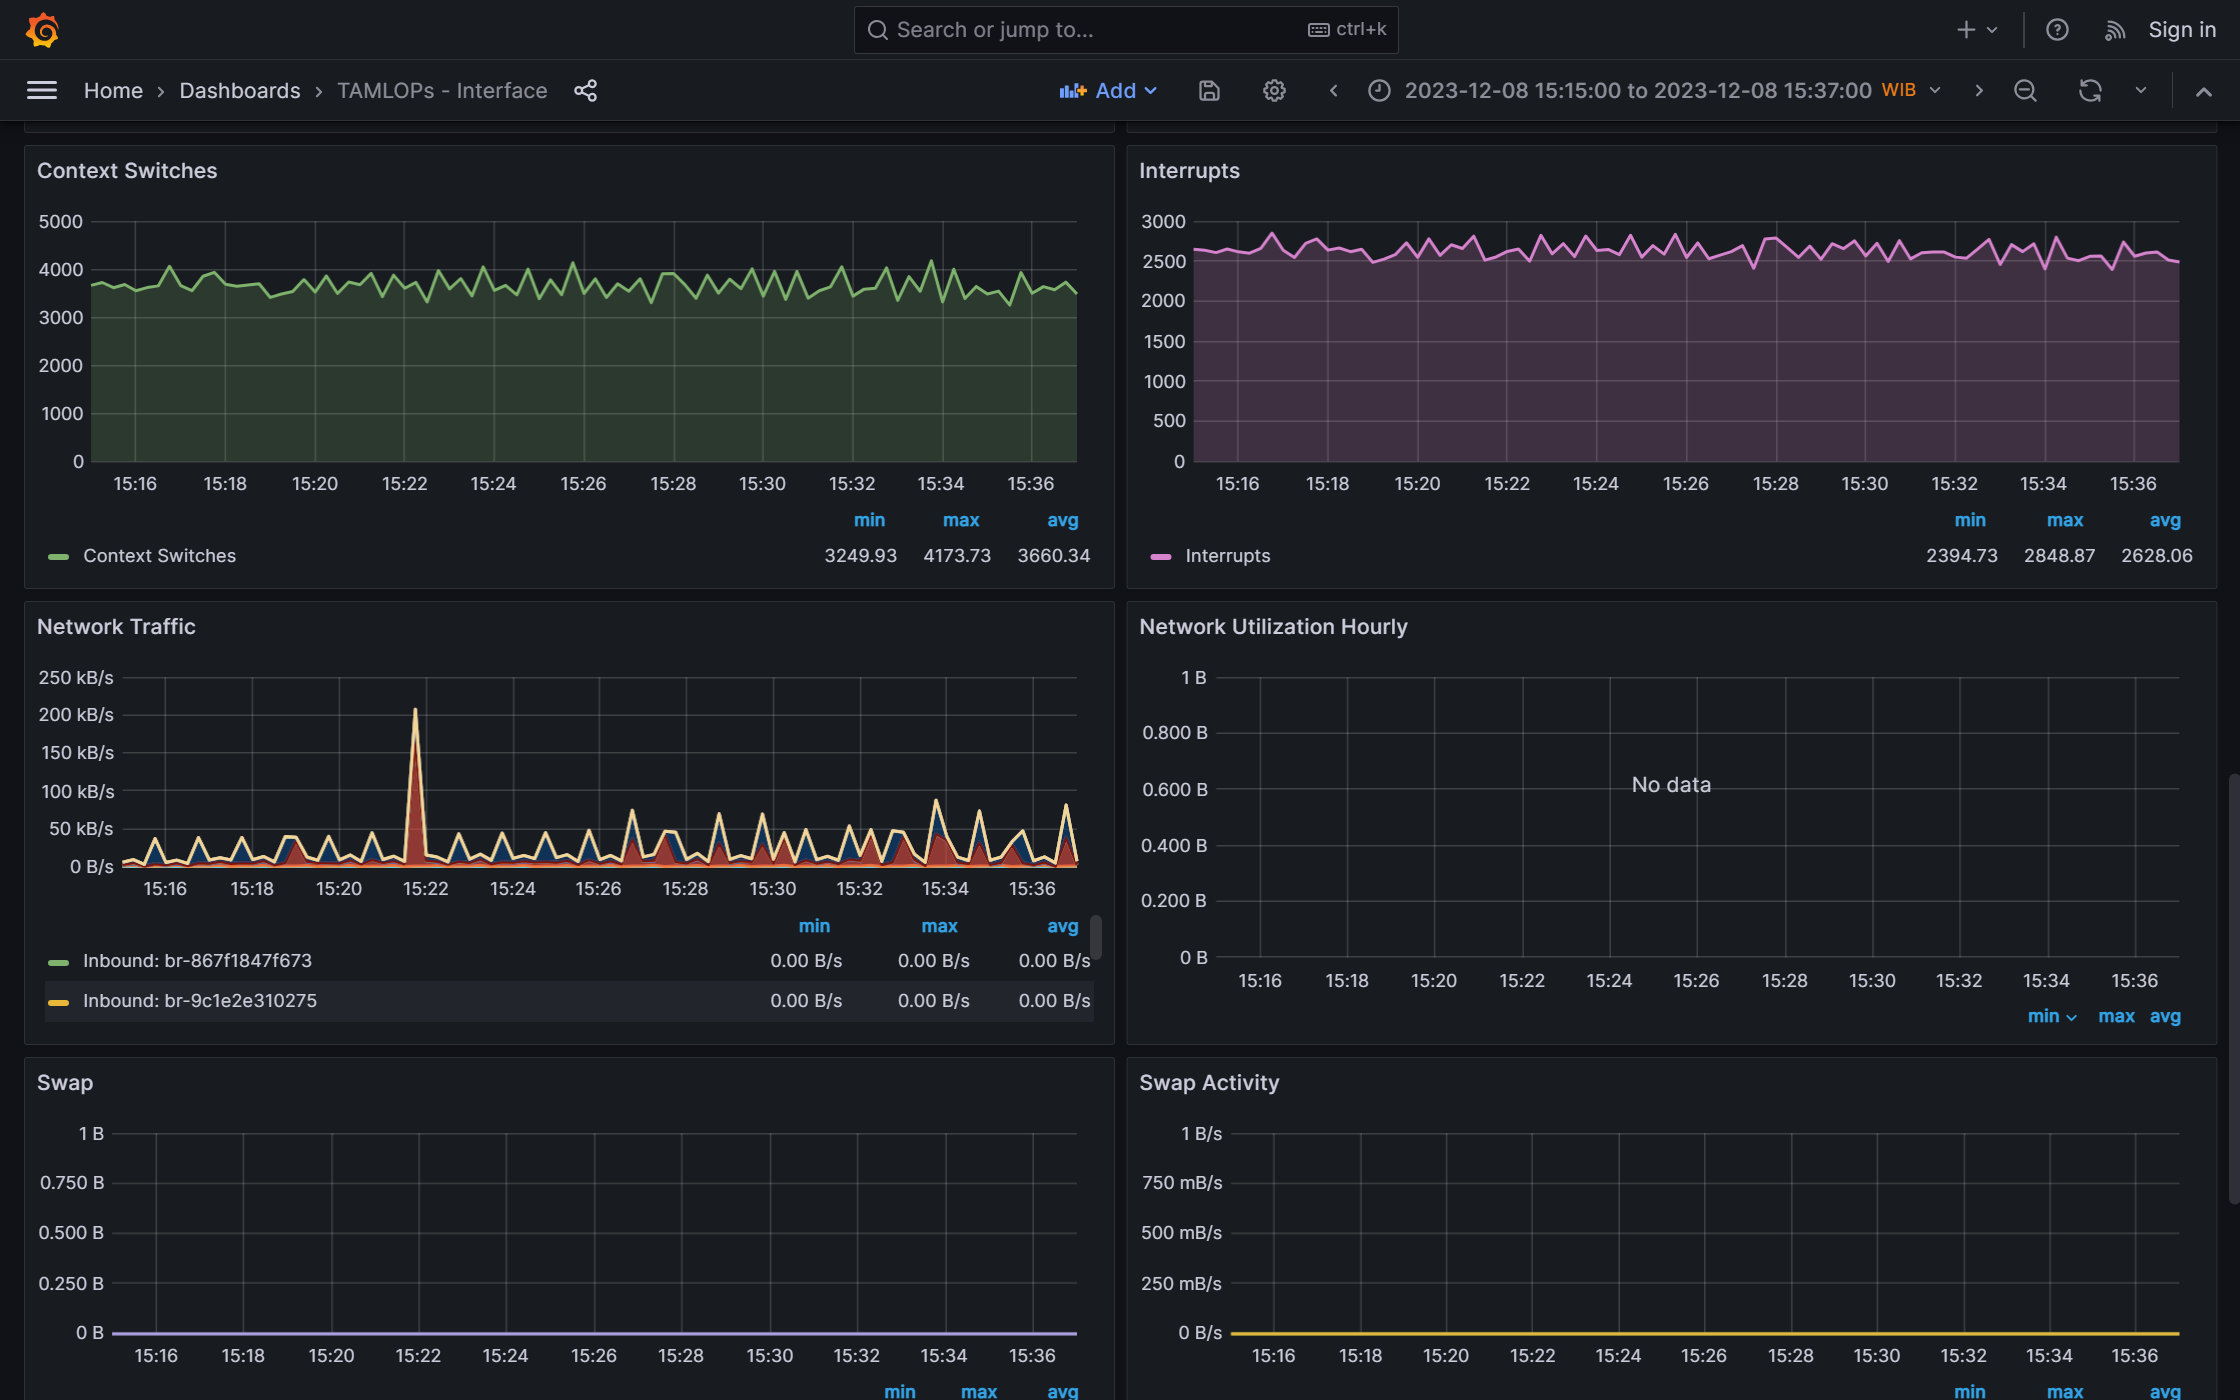 Search or jump to... ctrl+k Sign in
Home Dashboards TAMLOPs - Interface Add 2023-12-08 15:15:00 to 2023-12-08 15:37:00 WIB
Context Switches
5000
4000
3000
2000
1000
0
15:16 15:18 15:20 15:22 15:24 15:26 15:28 15:30 15:32 15:34 15:36
min max avg
Context Switches 3249.93 4173.73 3660.34
Interrupts
3000
2500
2000
1500
1000
500
0
15:16 15:18 15:20 15:22 15:24 15:26 15:28 15:30 15:32 15:34 15:36
min max avg
Interrupts 2394.73 2848.87 2628.06
Network Traffic
250 kB/s
200 kB/s
150 kB/s
100 kB/s
50 kB/s
0 B/s
15:16 15:18 15:20 15:22 15:24 15:26 15:28 15:30 15:32 15:34 15:36
min max avg
Inbound: br-867f1847f673 0.00 B/s 0.00 B/s 0.00 B/s
Inbound: br-9c1e2e310275 0.00 B/s 0.00 B/s 0.00 B/s
Network Utilization Hourly
1 B
0.800 B
No data
0.600 B
0.400 B
0.200 B
0 B
15:16 15:18 15:20 15:22 15:24 15:26 15:28 15:30 15:32 15:34 15:36
min max avg
Swap
1 B
0.750 B
0.500 B
0.250 B
0 B
15:16 15:18 15:20 15:22 15:24 15:26 15:28 15:30 15:32 15:34 15:36
min max avg
Swap Activity
1 B/s
750 mB/s
500 mB/s
250 mB/s
0 B/s
15:16 15:18 15:20 15:22 15:24 15:26 15:28 15:30 15:32 15:34 15:36
min max avg